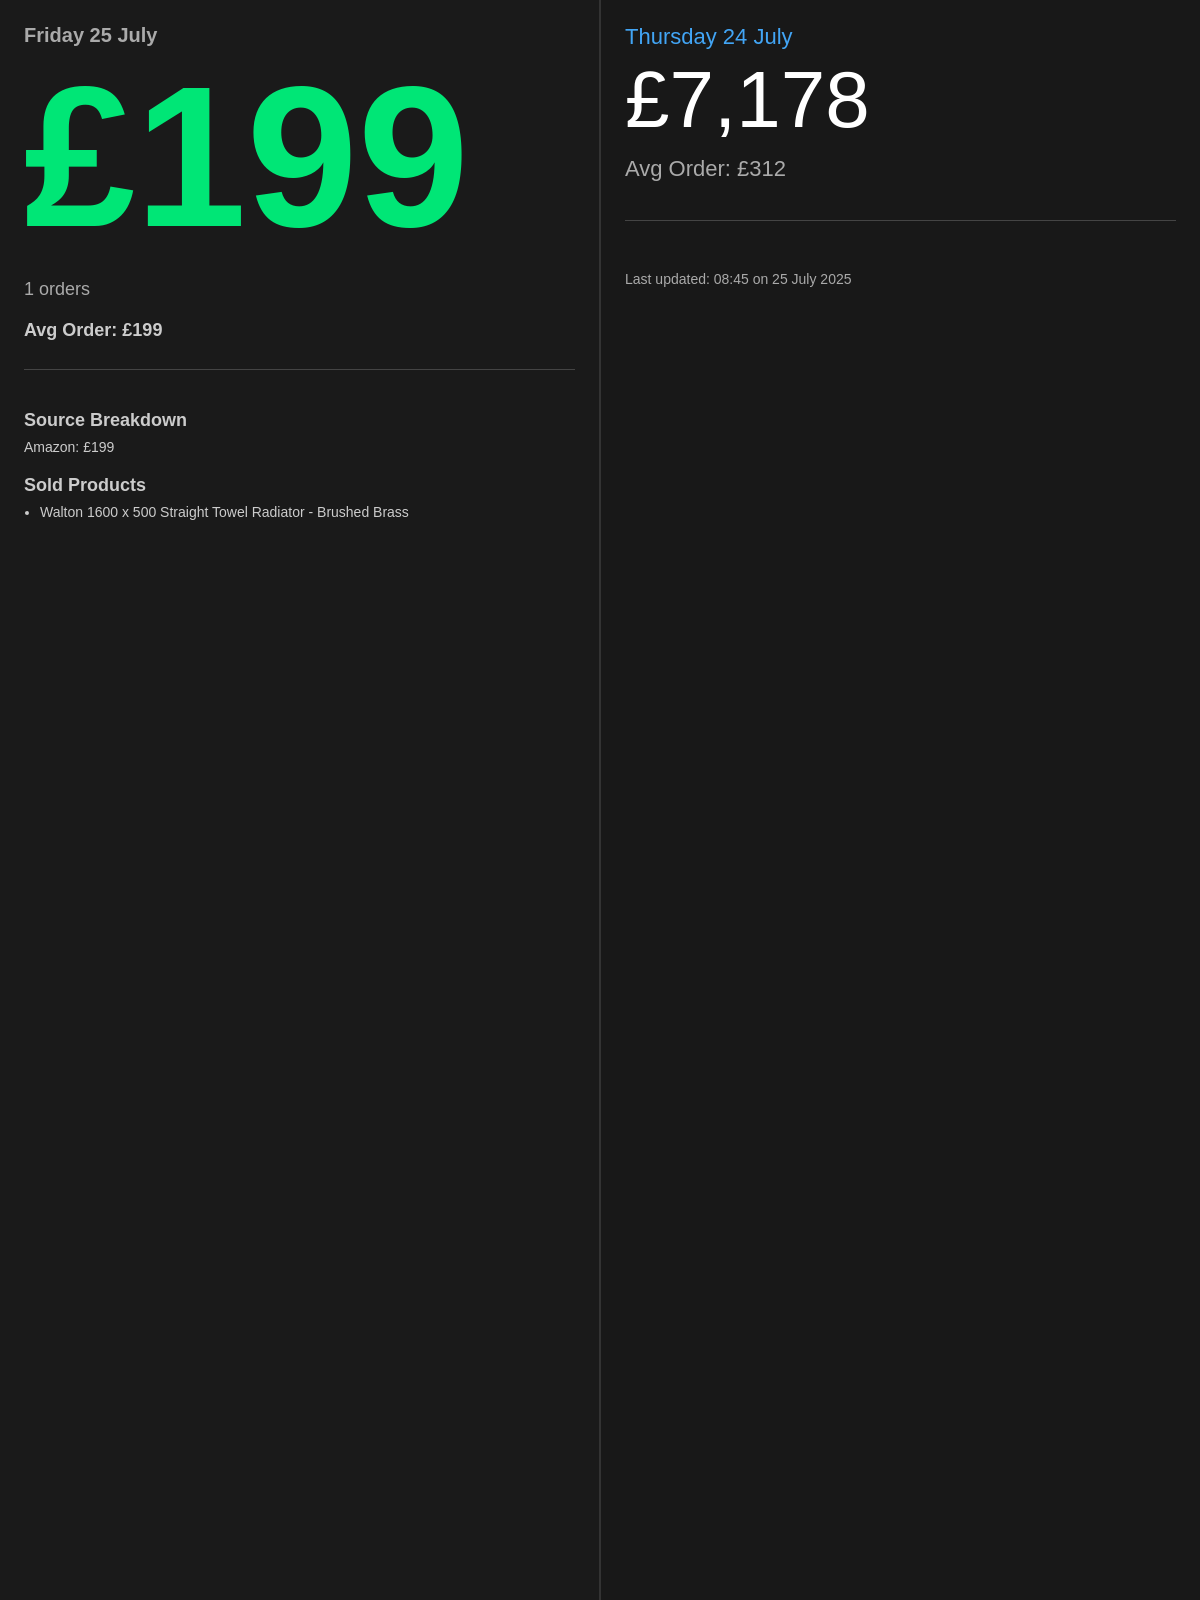 Friday 25 July
£199
1 orders
Avg Order: £199
Source Breakdown
Amazon: £199
Sold Products
• Walton 1600 x 500 Straight Towel Radiator - Brushed Brass
Thursday 24 July
£7,178
Avg Order: £312
Last updated: 08:45 on 25 July 2025